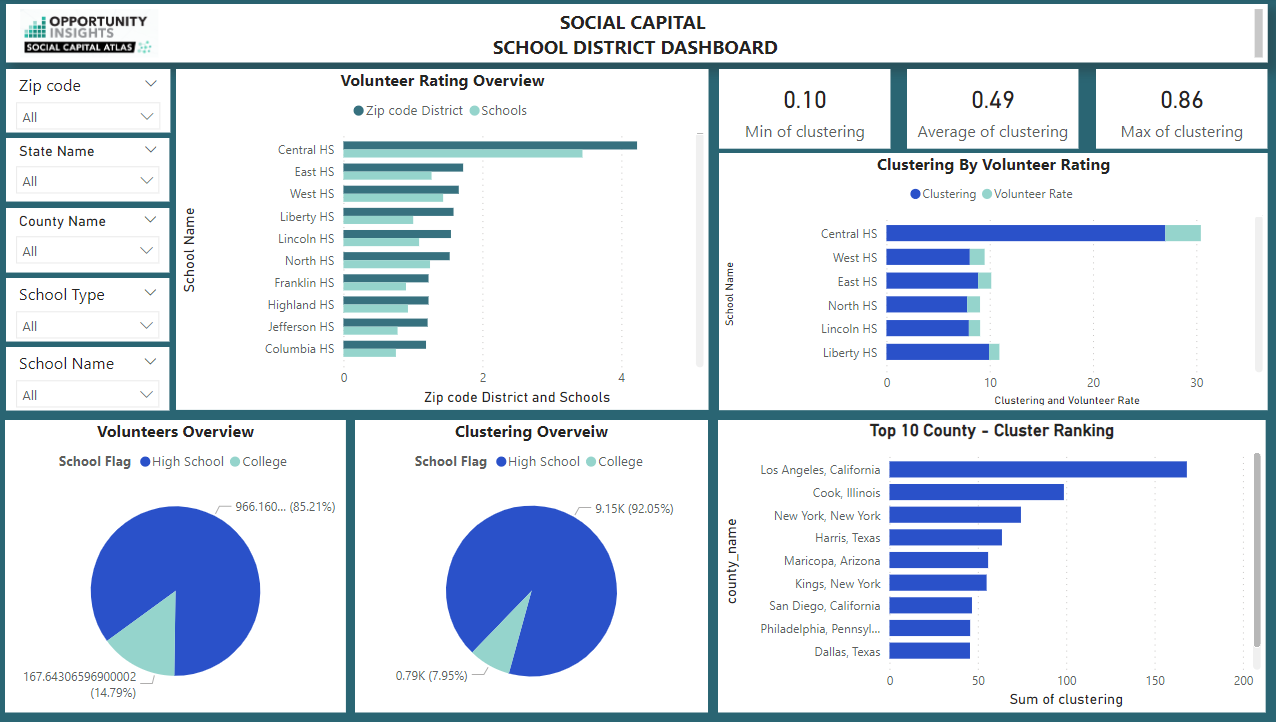 OPPORTUNITY
INSIGHTS
SOCIAL CAPITAL ATLAS
SOCIAL CAPITAL
SCHOOL DISTRICT DASHBOARD
Zip code
All
State Name
All
County Name
All
School Type
All
School Name
All
Volunteer Rating Overview
Zip code District Schools
School Name
Central HS
East HS
West HS
Liberty HS
Lincoln HS
North HS
Franklin HS
Highland HS
Jefferson HS
Columbia HS
0 2 4
Zip code District and Schools
0.10
Min of clustering
0.49
Average of clustering
0.86
Max of clustering
Clustering By Volunteer Rating
Clustering Volunteer Rate
School Name
Central HS
West HS
East HS
North HS
Lincoln HS
Liberty HS
0 10 20 30
Clustering and Volunteer Rate
Volunteers Overview
School Flag High School College
966.160... (85.21%)
167.64306596900002
(14.79%)
Clustering Overveiw
School Flag High School College
9.15K (92.05%)
0.79K (7.95%)
Top 10 County - Cluster Ranking
county_name
Los Angeles, California
Cook, Illinois
New York, New York
Harris, Texas
Maricopa, Arizona
Kings, New York
San Diego, California
Philadelphia, Pennsyl...
Dallas, Texas
0 50 100 150 200
Sum of clustering